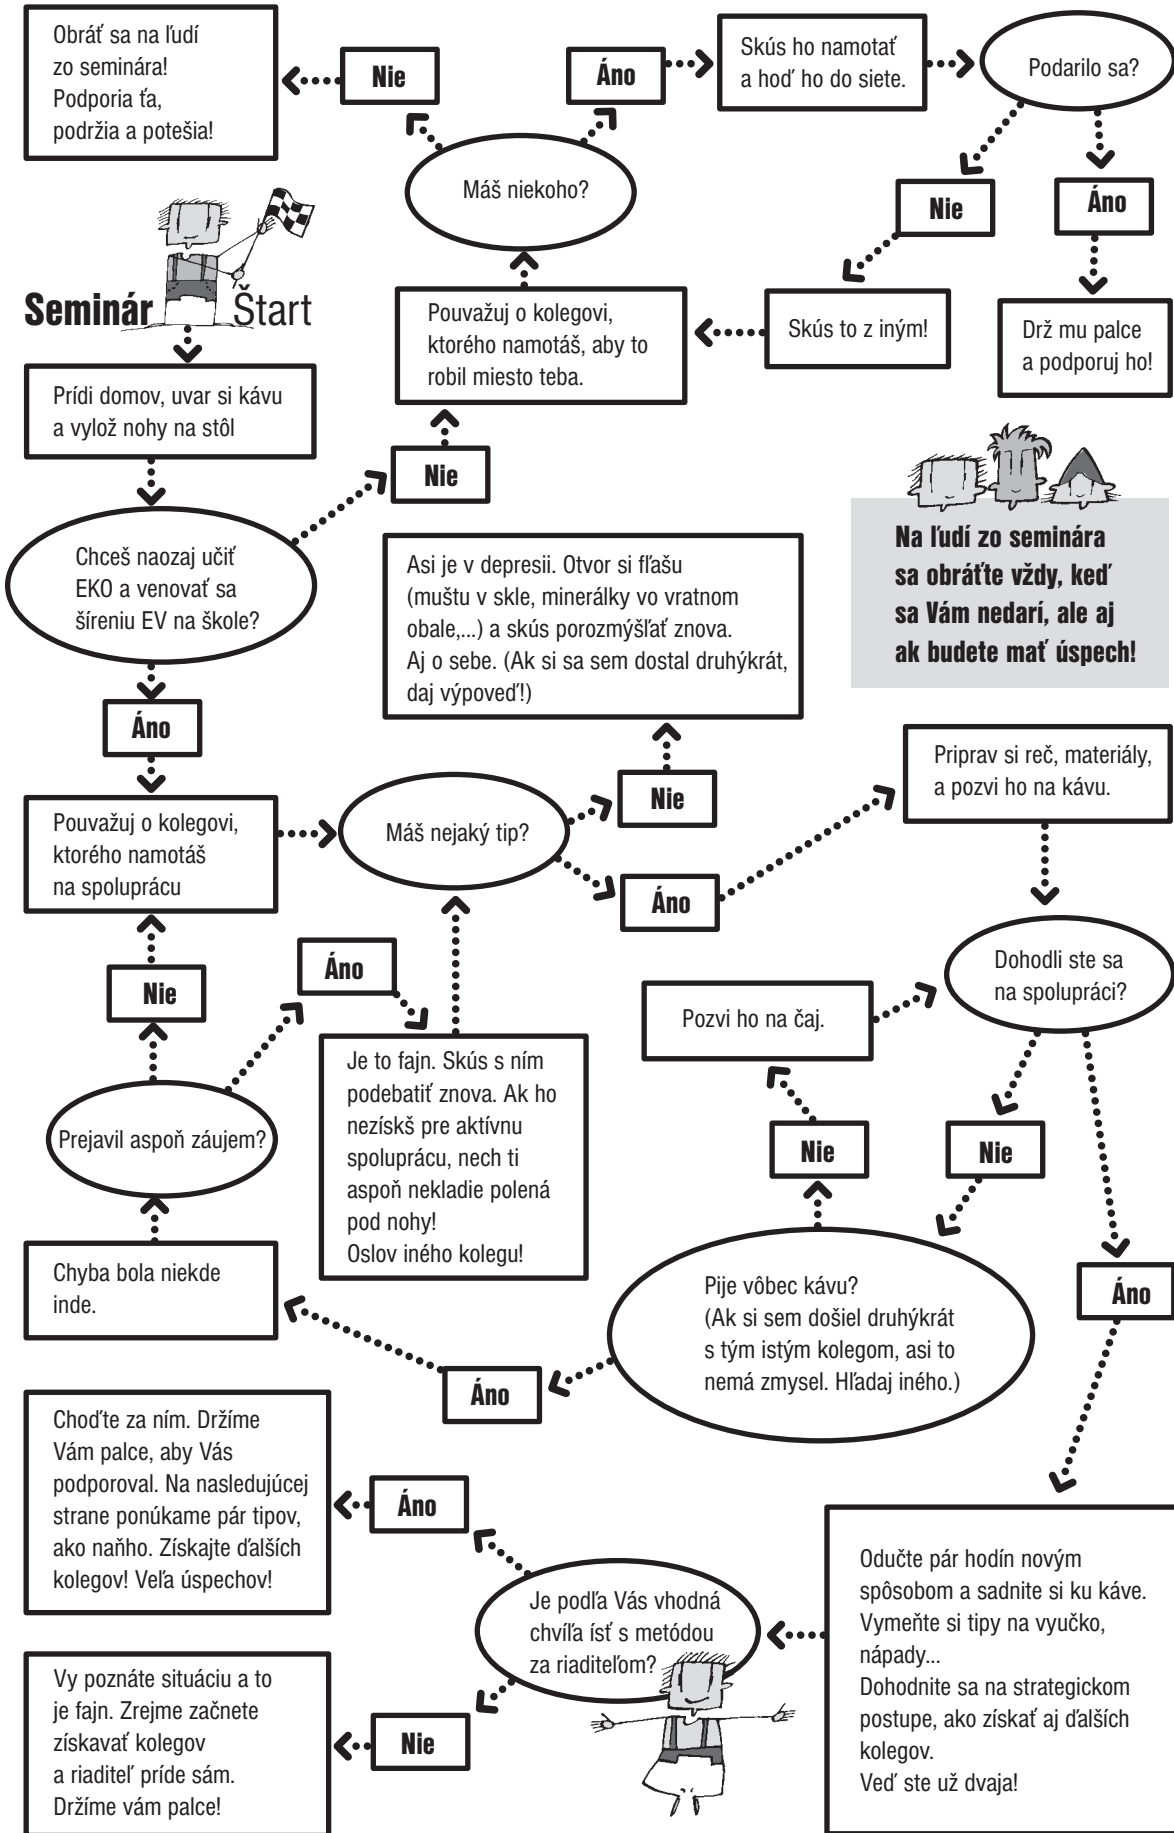 Obráť sa na ľudí
zo seminára!
Podporia ťa,
podržia a potešia!
Nie
Áno
Skús ho namotať
a hoď ho do siete.
Podarilo sa?
Máš niekoho?
Nie
Áno
Seminár Štart
Pouvažuj o kolegovi,
ktorého namotáš, aby to
robil miesto teba.
Skús to z iným!
Drž mu palce
a podporuj ho!
Prídi domov, uvar si kávu
a vylož nohy na stôl
Nie
Chceš naozaj učiť
EKO a venovať sa
šíreniu EV na škole?
Asi je v depresii. Otvor si fľašu
(muštu v skle, minerálky vo vratnom
obale,...) a skús porozmýšľať znova.
Aj o sebe. (Ak si sa sem dostal druhýkrát,
daj výpoveď!)
Na ľudí zo seminára
sa obráťte vždy, keď
sa Vám nedarí, ale aj
ak budete mať úspech!
Áno
Pouvažuj o kolegovi,
ktorého namotáš
na spoluprácu
Máš nejaký tip?
Nie
Áno
Priprav si reč, materiály,
a pozvi ho na kávu.
Nie
Áno
Dohodli ste sa
na spolupráci?
Pozvi ho na čaj.
Je to fajn. Skús s ním
podebatiť znova. Ak ho
nezíkš pre aktívnu
spoluprácu, nech ti
aspoň nekladie polená
pod nohy!
Oslov iného kolegu!
Prejavil aspoň záujem?
Nie
Nie
Chyba bola niekde
inde.
Pije vôbec kávu?
(Ak si sem došiel druhýkrát
s tým istým kolegom, asi to
nemá zmysel. Hľadaj iného.)
Áno
Áno
Choďte za ním. Držíme
Vám palce, aby Vás
podporoval. Na nasledujúcej
strane ponúkame pár tipov,
ako naňho. Získajte ďalších
kolegov! Veľa úspechov!
Áno
Je podľa Vás vhodná
chvíľa ísť s metódou
za riaditeľom?
Odučte pár hodín novým
spôsobom a sadnite si ku káve.
Vymeňte si tipy na vyučko,
nápady...
Dohodnite sa na strategickom
postupe, ako získať aj ďalších
kolegov.
Veď ste už dvaja!
Vy poznáte situáciu a to
je fajn. Zrejme začnete
získavať kolegov
a riaditeľ príde sám.
Držíme vám palce!
Nie